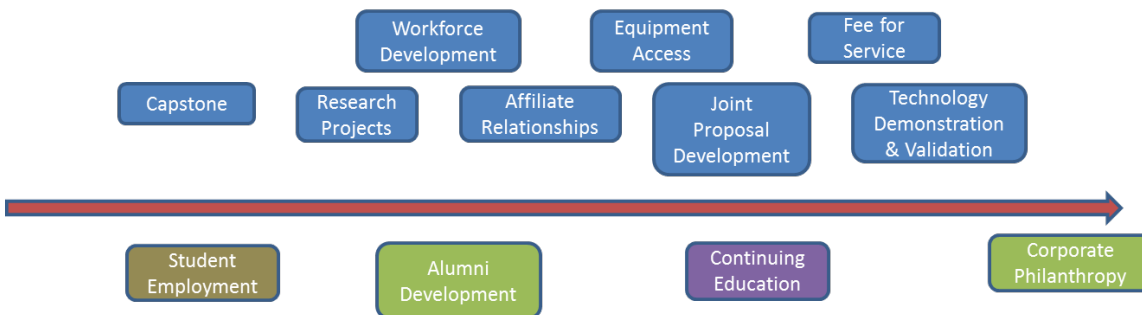 Workforce
Development
Equipment
Access
Fee for
Service
Capstone
Research
Projects
Affiliate
Relationships
Joint
Proposal
Development
Technology
Demonstration
& Validation
Student
Employment
Alumni
Development
Continuing
Education
Corporate
Philanthropy